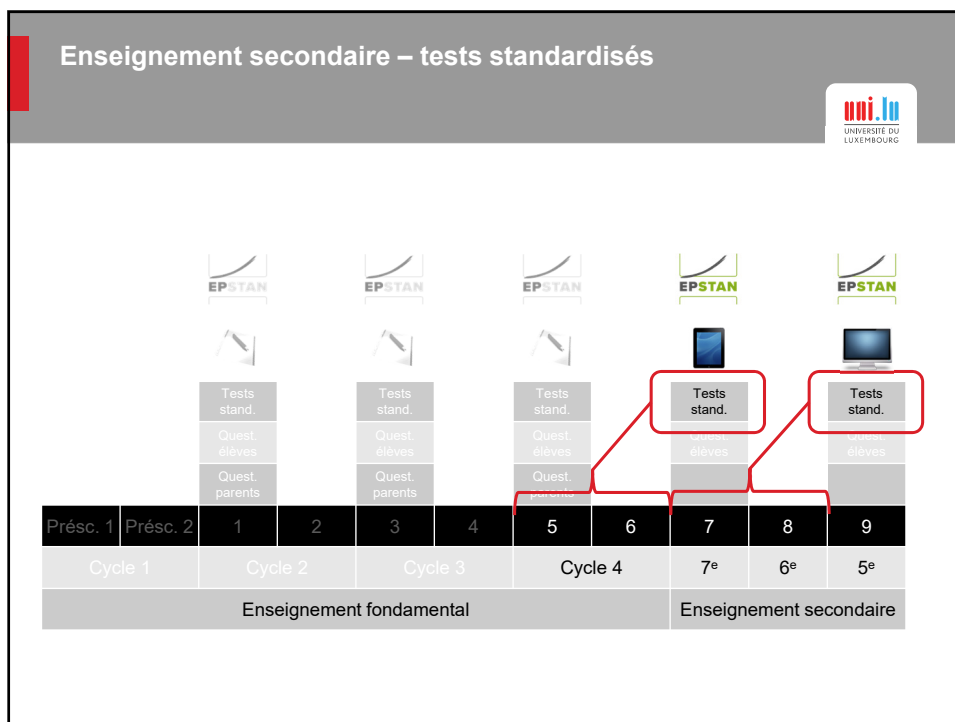 Enseignement secondaire – tests standardisés
uni.lu
UNIVERSITÉ DU
LUXEMBOURG
EPSTAN EPSTAN EPSTAN EPSTAN EPSTAN
Tests Tests Tests Tests Tests
stand. stand. stand. stand. stand.
Quest. Quest. Quest. Quest. Quest.
élèves élèves élèves élèves élèves
Quest. Quest. Quest.
parents parents parents
Présc. 1 Présc. 2 1 2 3 4 5 6 7 8 9
Cycle 1 Cycle 2 Cycle 3 Cycle 4 7e 6e 5e
Enseignement fondamental Enseignement secondaire